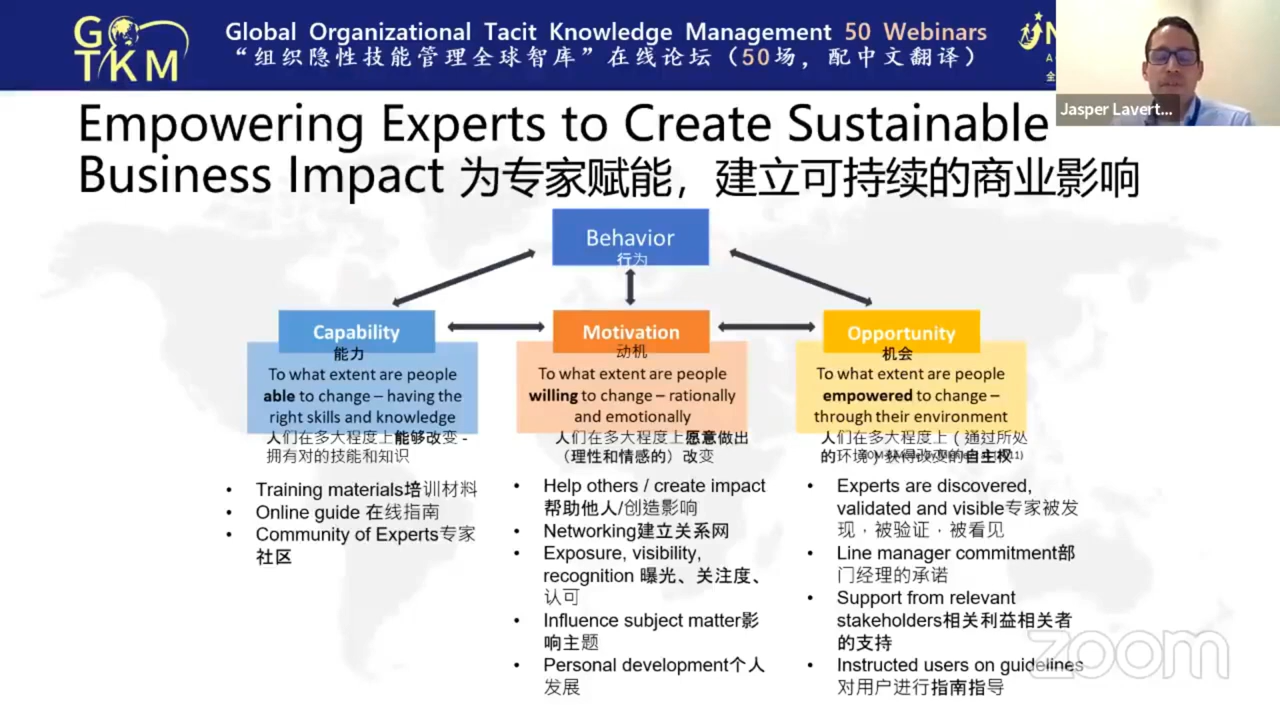 GOTKM
Global Organizational Tacit Knowledge Management 50 Webinars
“组织隐性技能管理全球智库”在线论坛（50场，配中文翻译）
Jasper Lavert...
Empowering Experts to Create Sustainable
Business Impact 为专家赋能，建立可持续的商业影响
Behavior
行为
Capability
能力
To what extent are people
able to change – having the
right skills and knowledge
人们在多大程度上能够改变 -
拥有对的技能和知识
• Training materials培训材料
• Online guide 在线指南
• Community of Experts专家
社区
Motivation
动机
To what extent are people
willing to change – rationally
and emotionally
人们在多大程度上愿意做出
（理性和情感的）改变
• Help others / create impact
帮助他人/创造影响
• Networking建立关系网
• Exposure, visibility,
recognition 曝光、关注度、
认可
• Influence subject matter影
响主题
• Personal development个人
发展
Opportunity
机会
To what extent are people
empowered to change –
through their environment
人们在多大程度上（通过所处
的环境）获得改变的自主权
• Experts are discovered,
validated and visible专家被发
现，被验证，被看见
• Line manager commitment部
门经理的承诺
• Support from relevant
stakeholders相关利益相关者
的支持
• Instructed users on guidelines
对用户进行指南指导
zoom